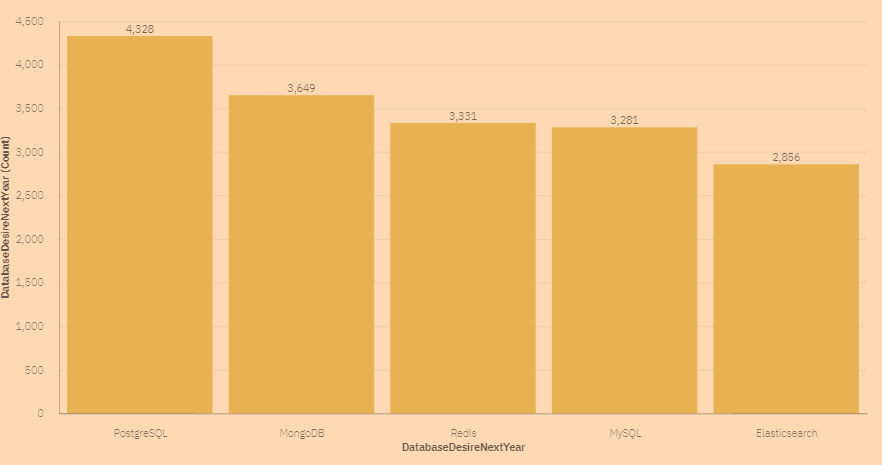 DatabaseDesireNextYear (Count)
4,500
4,000
3,500
3,000
2,500
2,000
1,500
1,000
500
0
4,328
3,649
3,331
3,281
2,856
PostgreSQL
MongoDB
Redis
MySQL
Elasticsearch
DatabaseDesireNextYear